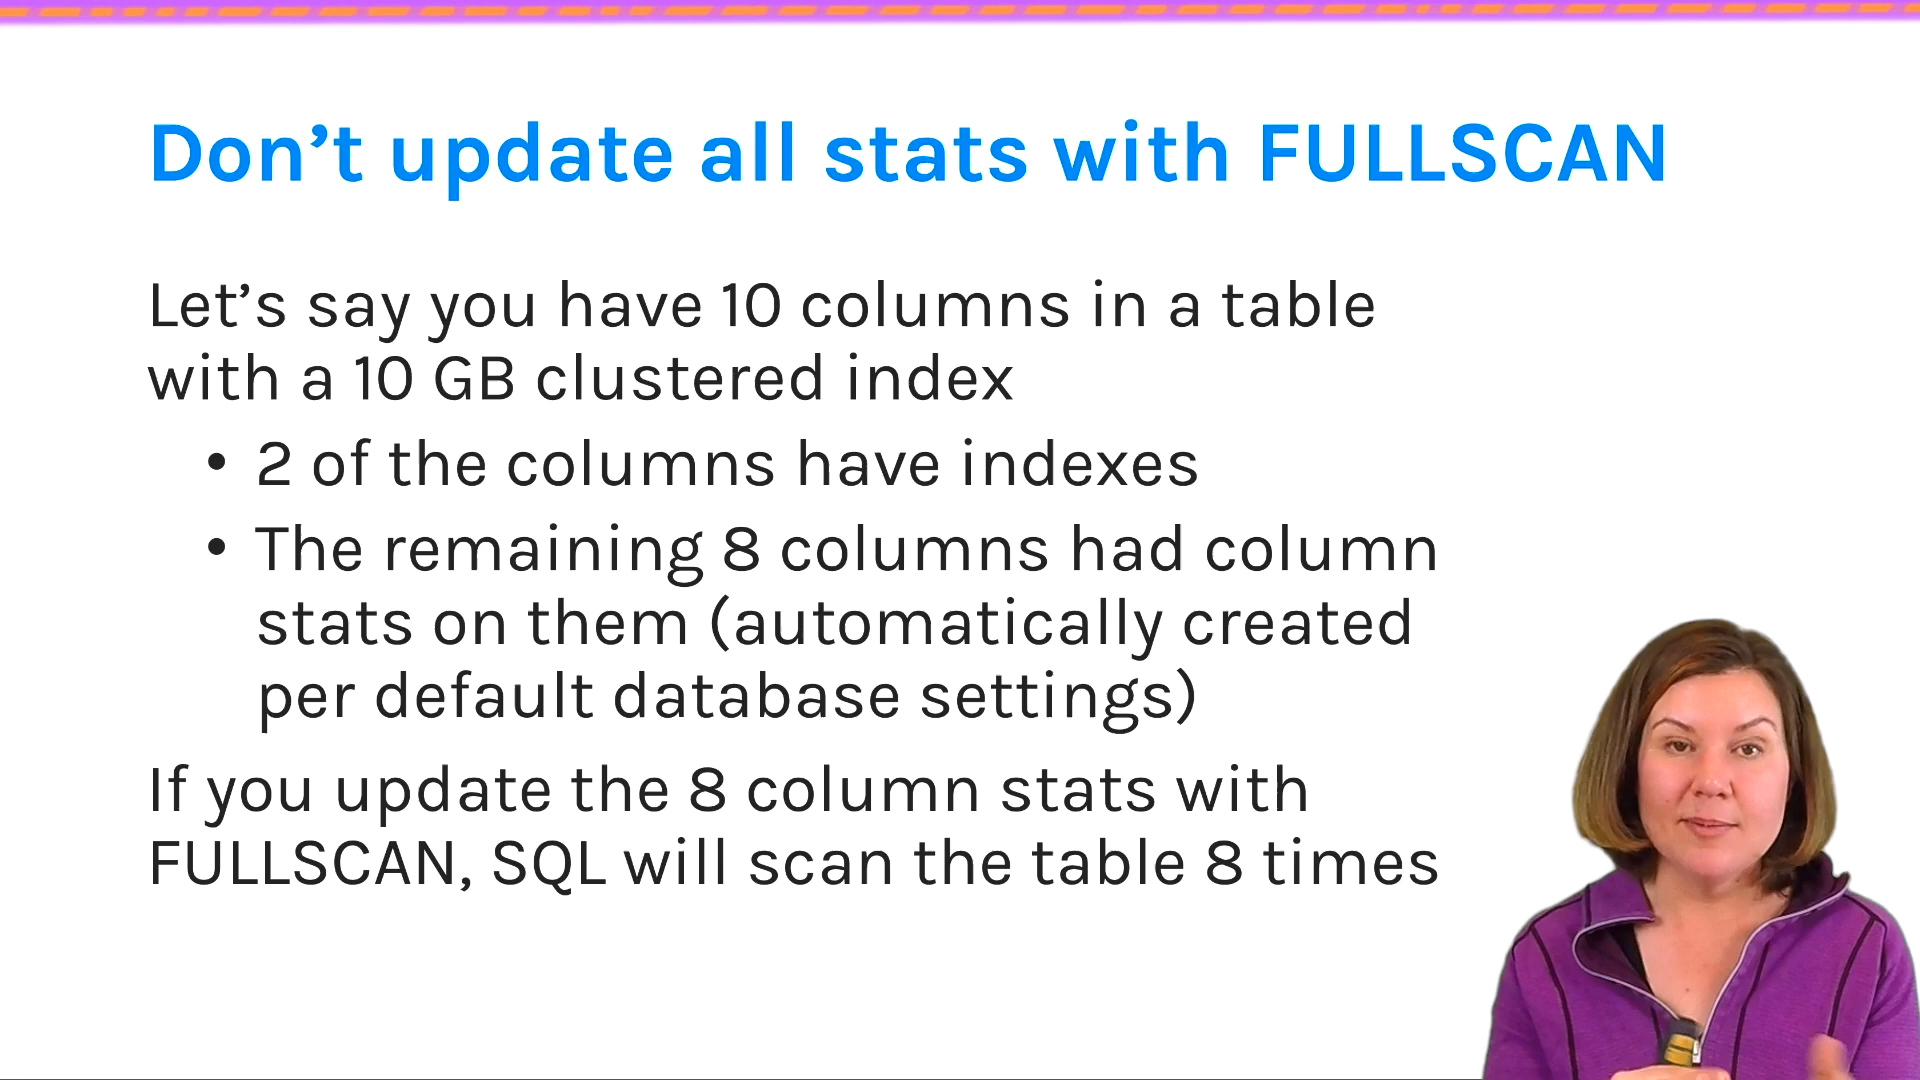 Don’t update all stats with FULLSCAN
Let’s say you have 10 columns in a table
with a 10 GB clustered index
• 2 of the columns have indexes
• The remaining 8 columns had column
stats on them (automatically created
per default database settings)
If you update the 8 column stats with
FULLSCAN, SQL will scan the table 8 times